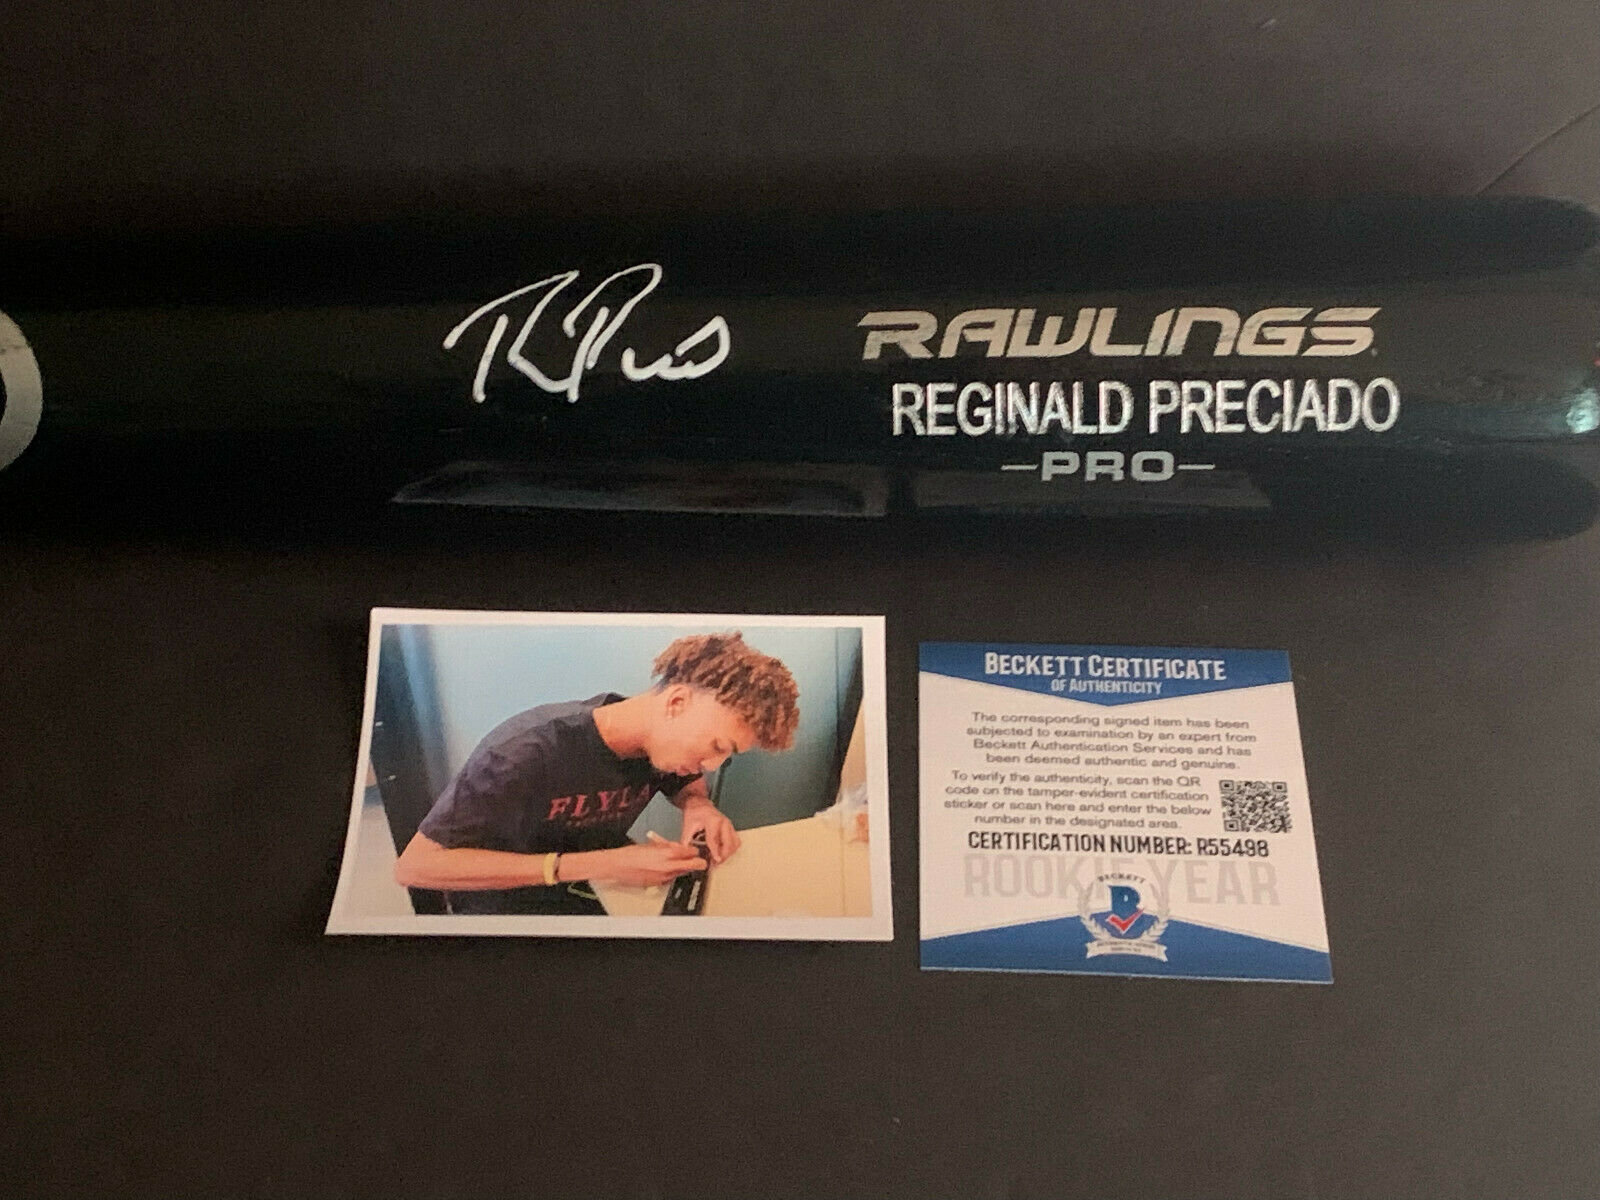 RAWLINGS
REGINALD PRECIADO
-PRO-
FLYLA
BECKETT CERTIFICATE
OF AUTHENTICITY
The corresponding signed item has been
subjected to examination by an expert from
Beckett Authentication Services and has
been deemed authentic and genuine.
To verify the authenticity, scan the QR
code on the tamper-evident certification
sticker or scan here and enter the below
number in the designated area.
CERTIFICATION NUMBER: R55498
ROOKIE YEAR
BECKETT
B